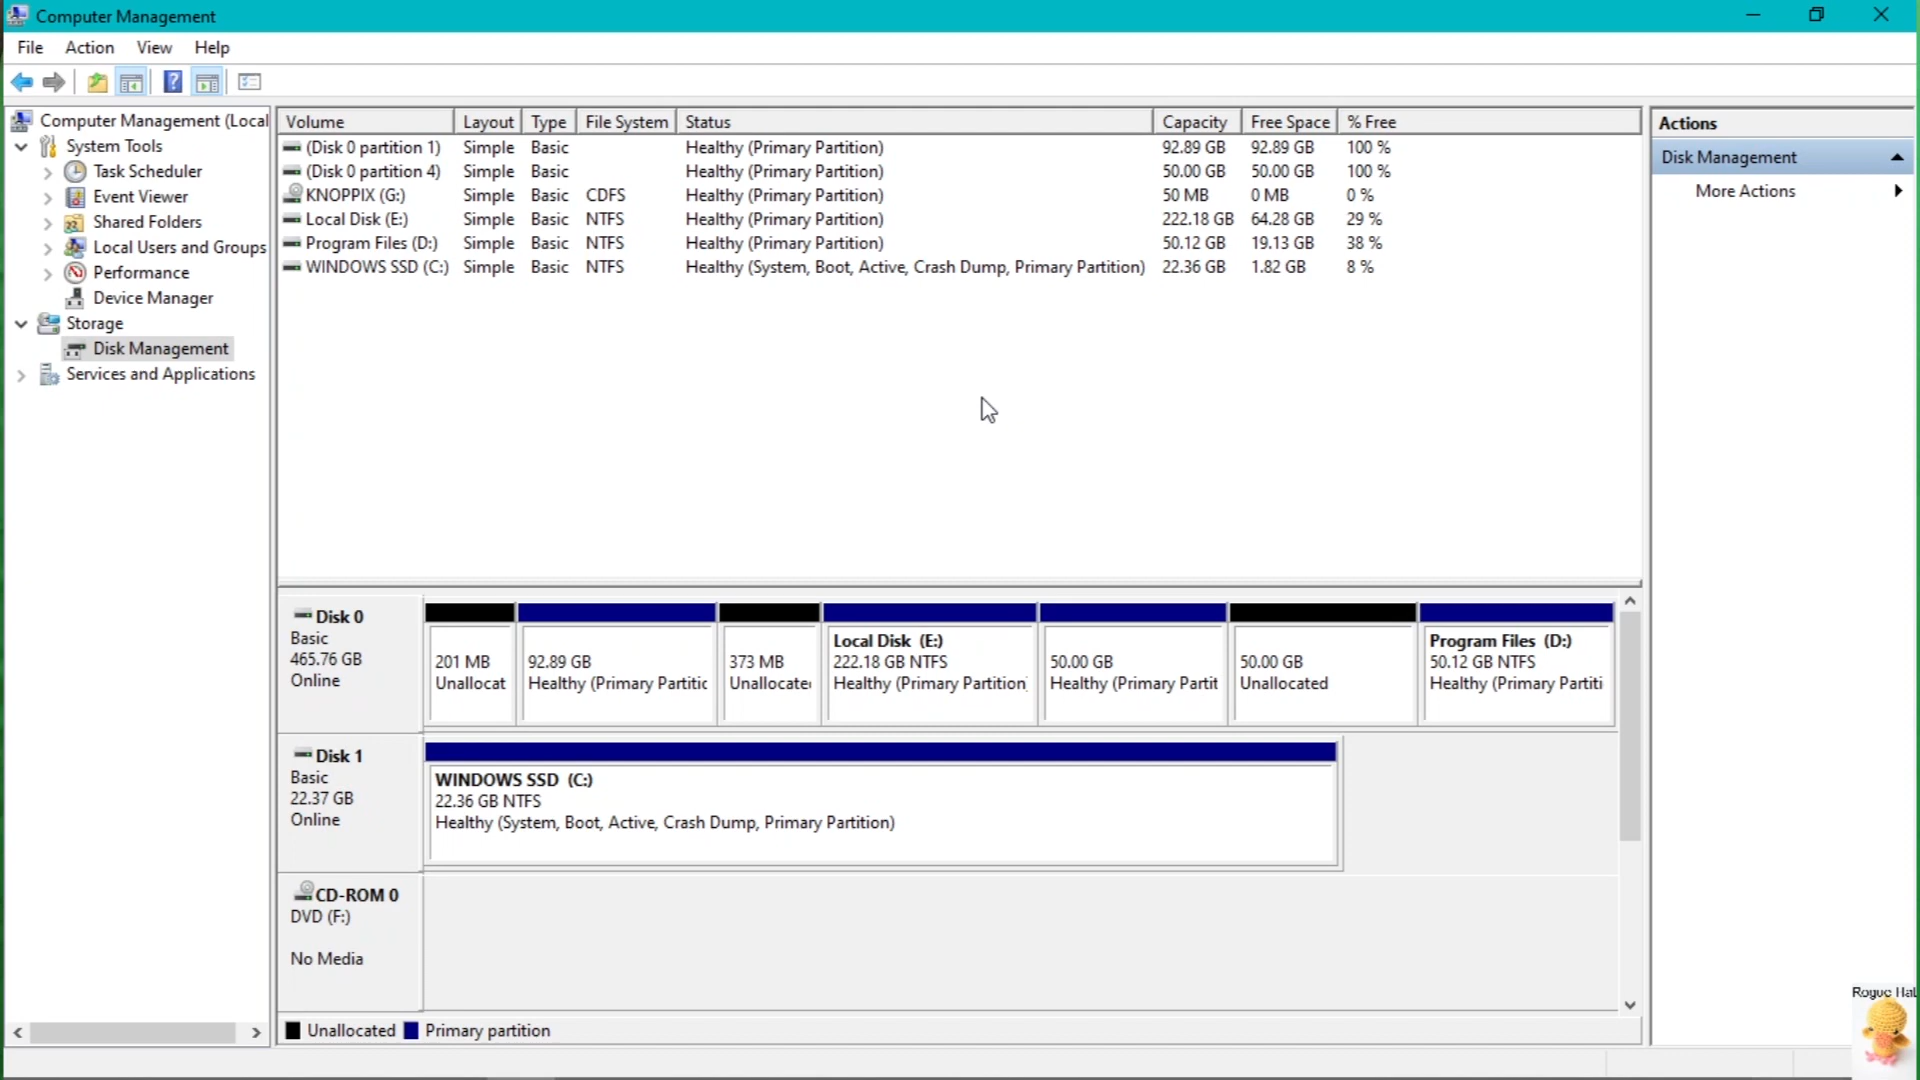 Computer Management
File Action View Help
Computer Management (Local
System Tools
Task Scheduler
Event Viewer
Shared Folders
Local Users and Groups
Performance
Device Manager
Storage
Disk Management
Services and Applications
Volume Layout Type File System Status Capacity Free Space % Free
(Disk 0 partition 1) Simple Basic Healthy (Primary Partition) 92.89 GB 92.89 GB 100 %
(Disk 0 partition 4) Simple Basic Healthy (Primary Partition) 50.00 GB 50.00 GB 100 %
KNOPPIX (G:) Simple Basic CDFS Healthy (Primary Partition) 50 MB 0 MB 0 %
Local Disk (E:) Simple Basic NTFS Healthy (Primary Partition) 222.18 GB 64.28 GB 29 %
Program Files (D:) Simple Basic NTFS Healthy (Primary Partition) 50.12 GB 19.13 GB 38 %
WINDOWS SSD (C:) Simple Basic NTFS Healthy (System, Boot, Active, Crash Dump, Primary Partition) 22.36 GB 1.82 GB 8 %
Actions
Disk Management
More Actions
Disk 0
Basic
465.76 GB
Online
201 MB
Unallocat
92.89 GB
Healthy (Primary Partitic
373 MB
Unallocate
Local Disk (E:)
222.18 GB NTFS
Healthy (Primary Partition
50.00 GB
Healthy (Primary Partit
50.00 GB
Unallocated
Program Files (D:)
50.12 GB NTFS
Healthy (Primary Partiti
Disk 1
Basic
22.37 GB
Online
WINDOWS SSD (C:)
22.36 GB NTFS
Healthy (System, Boot, Active, Crash Dump, Primary Partition)
CD-ROM 0
DVD (F:)
No Media
Unallocated Primary partition
Rogue Hal